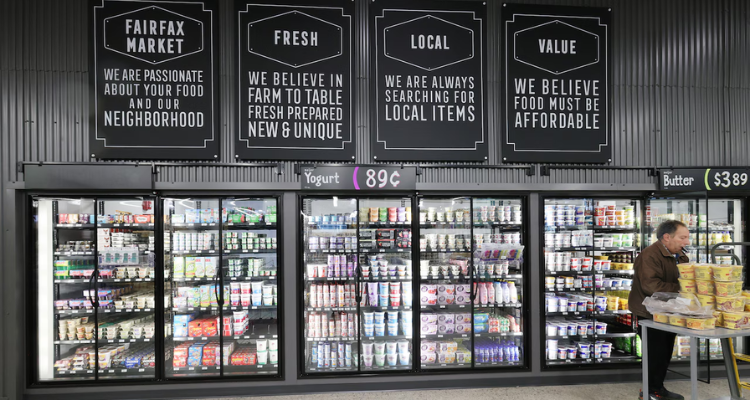 FAIRFAX
MARKET
WE ARE PASSIONATE
ABOUT YOUR FOOD
AND OUR
NEIGHBORHOOD
FRESH
WE BELIEVE IN
FARM TO TABLE
FRESH PREPARED
NEW & UNIQUE
LOCAL
WE ARE ALWAYS
SEARCHING FOR
LOCAL ITEMS
VALUE
WE BELIEVE
FOOD MUST BE
AFFORDABLE
Yogurt 89¢
Butter $3 89